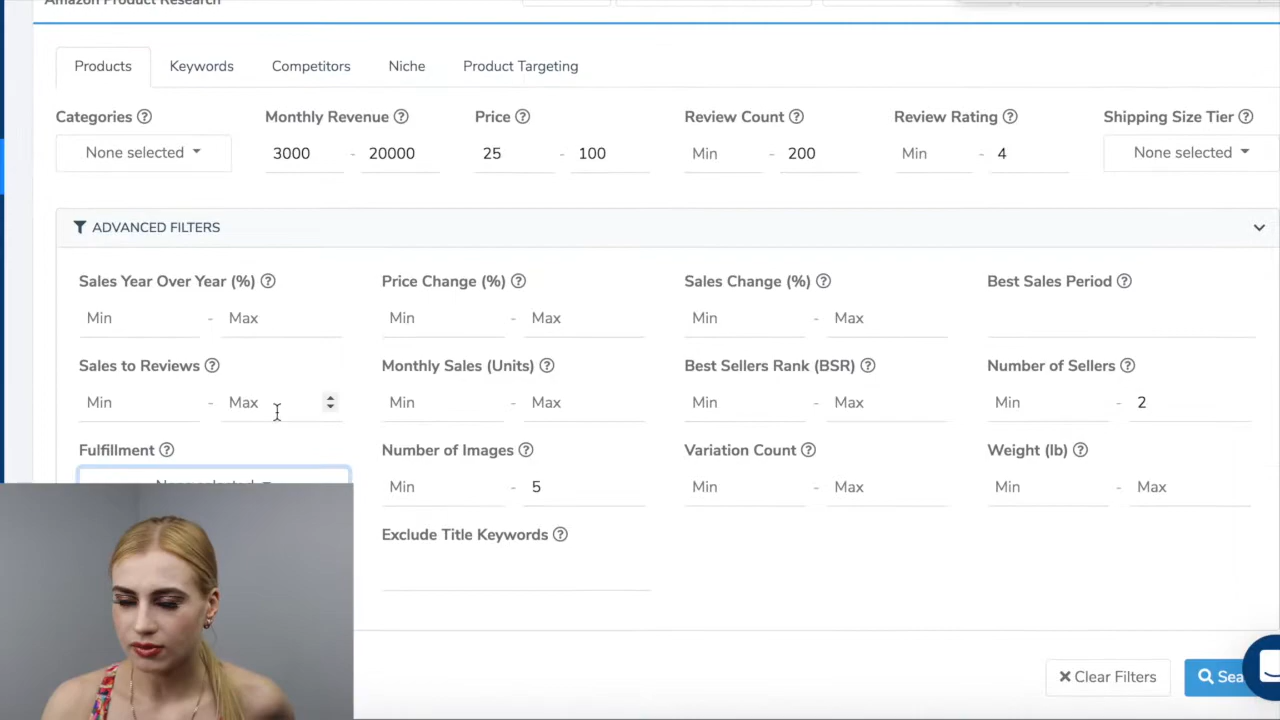 Amazon Product Research
Products Keywords Competitors Niche Product Targeting
Categories Monthly Revenue Price Review Count Review Rating Shipping Size Tier
None selected 3000 - 20000 25 - 100 Min - 200 Min - 4 None selected
ADVANCED FILTERS
Sales Year Over Year (%) Price Change (%) Sales Change (%) Best Sales Period
Min - Max Min - Max Min - Max
Sales to Reviews Monthly Sales (Units) Best Sellers Rank (BSR) Number of Sellers
Min - Max Min - Max Min - Max Min - 2
Fulfillment Number of Images Variation Count Weight (lb)
None selected Min - 5 Min - Max Min - Max
Exclude Title Keywords
Clear Filters Sea